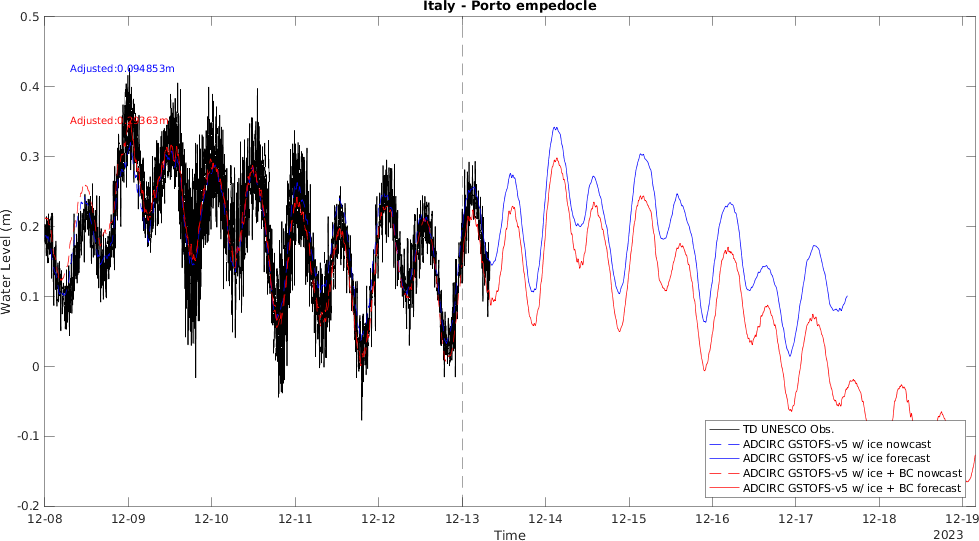 Italy - Porto empedocle
0.5
0.4
0.3
0.2
0.1
0
-0.1
-0.2
Water Level (m)
Adjusted:0.094853m
TD UNESCO Obs.
ADCIRC GSTOFS-v5 w/ ice nowcast
ADCIRC GSTOFS-v5 w/ ice forecast
ADCIRC GSTOFS-v5 w/ ice + BC nowcast
ADCIRC GSTOFS-v5 w/ ice + BC forecast
12-08 12-09 12-10 12-11 12-12 12-13 12-14 12-15 12-16 12-17 12-18 12-19
2023
Time